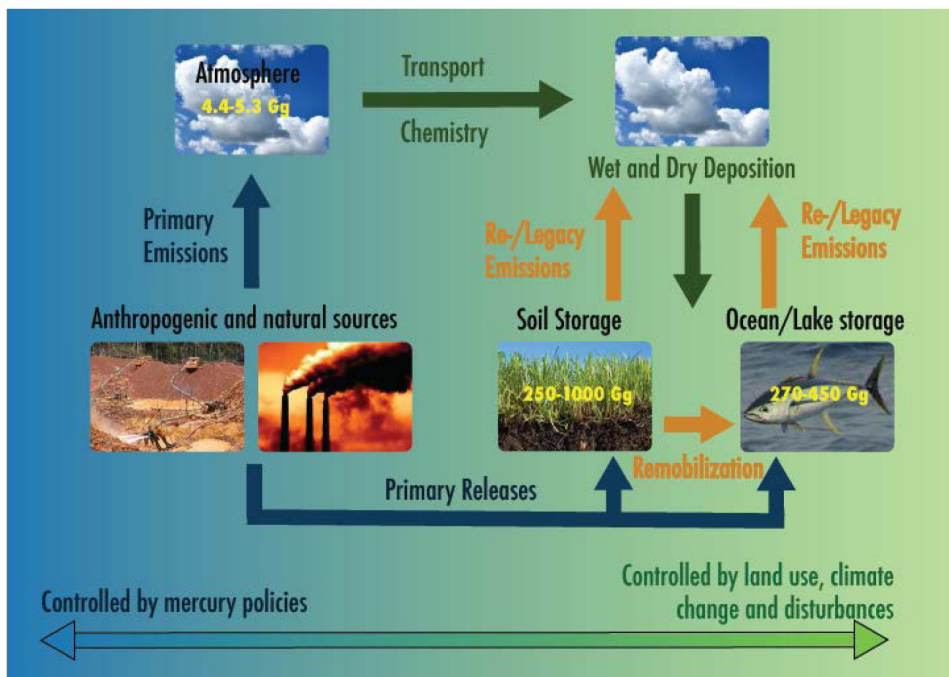 Atmosphere
4.4-5.3 Gg
Transport
Chemistry
Wet and Dry Deposition
Primary
Emissions
Re-/Legacy
Emissions
Re-/Legacy
Emissions
Anthropogenic and natural sources
Soil Storage
Ocean/Lake storage
250-1000 Gg
270-450 Gg
Remobilization
Primary Releases
Controlled by mercury policies
Controlled by land use, climate
change and disturbances